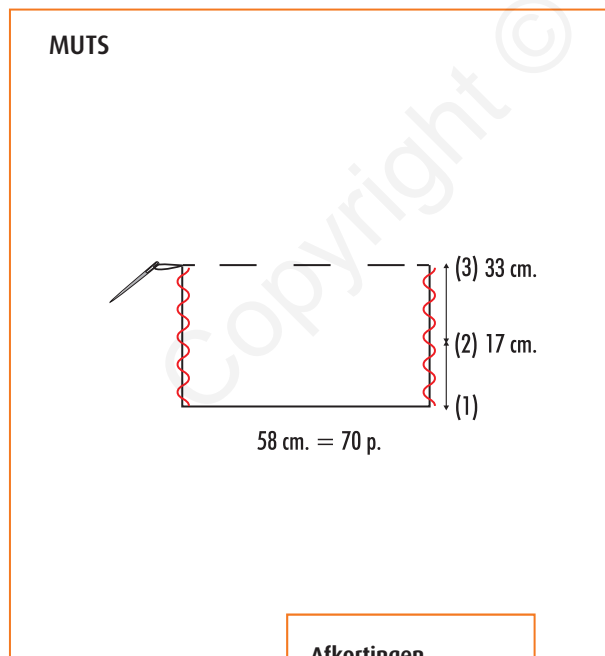 MUTS
Copyright ©
(3) 33 cm.
(2) 17 cm.
(1)
58 cm. = 70 p.
Afkortingen